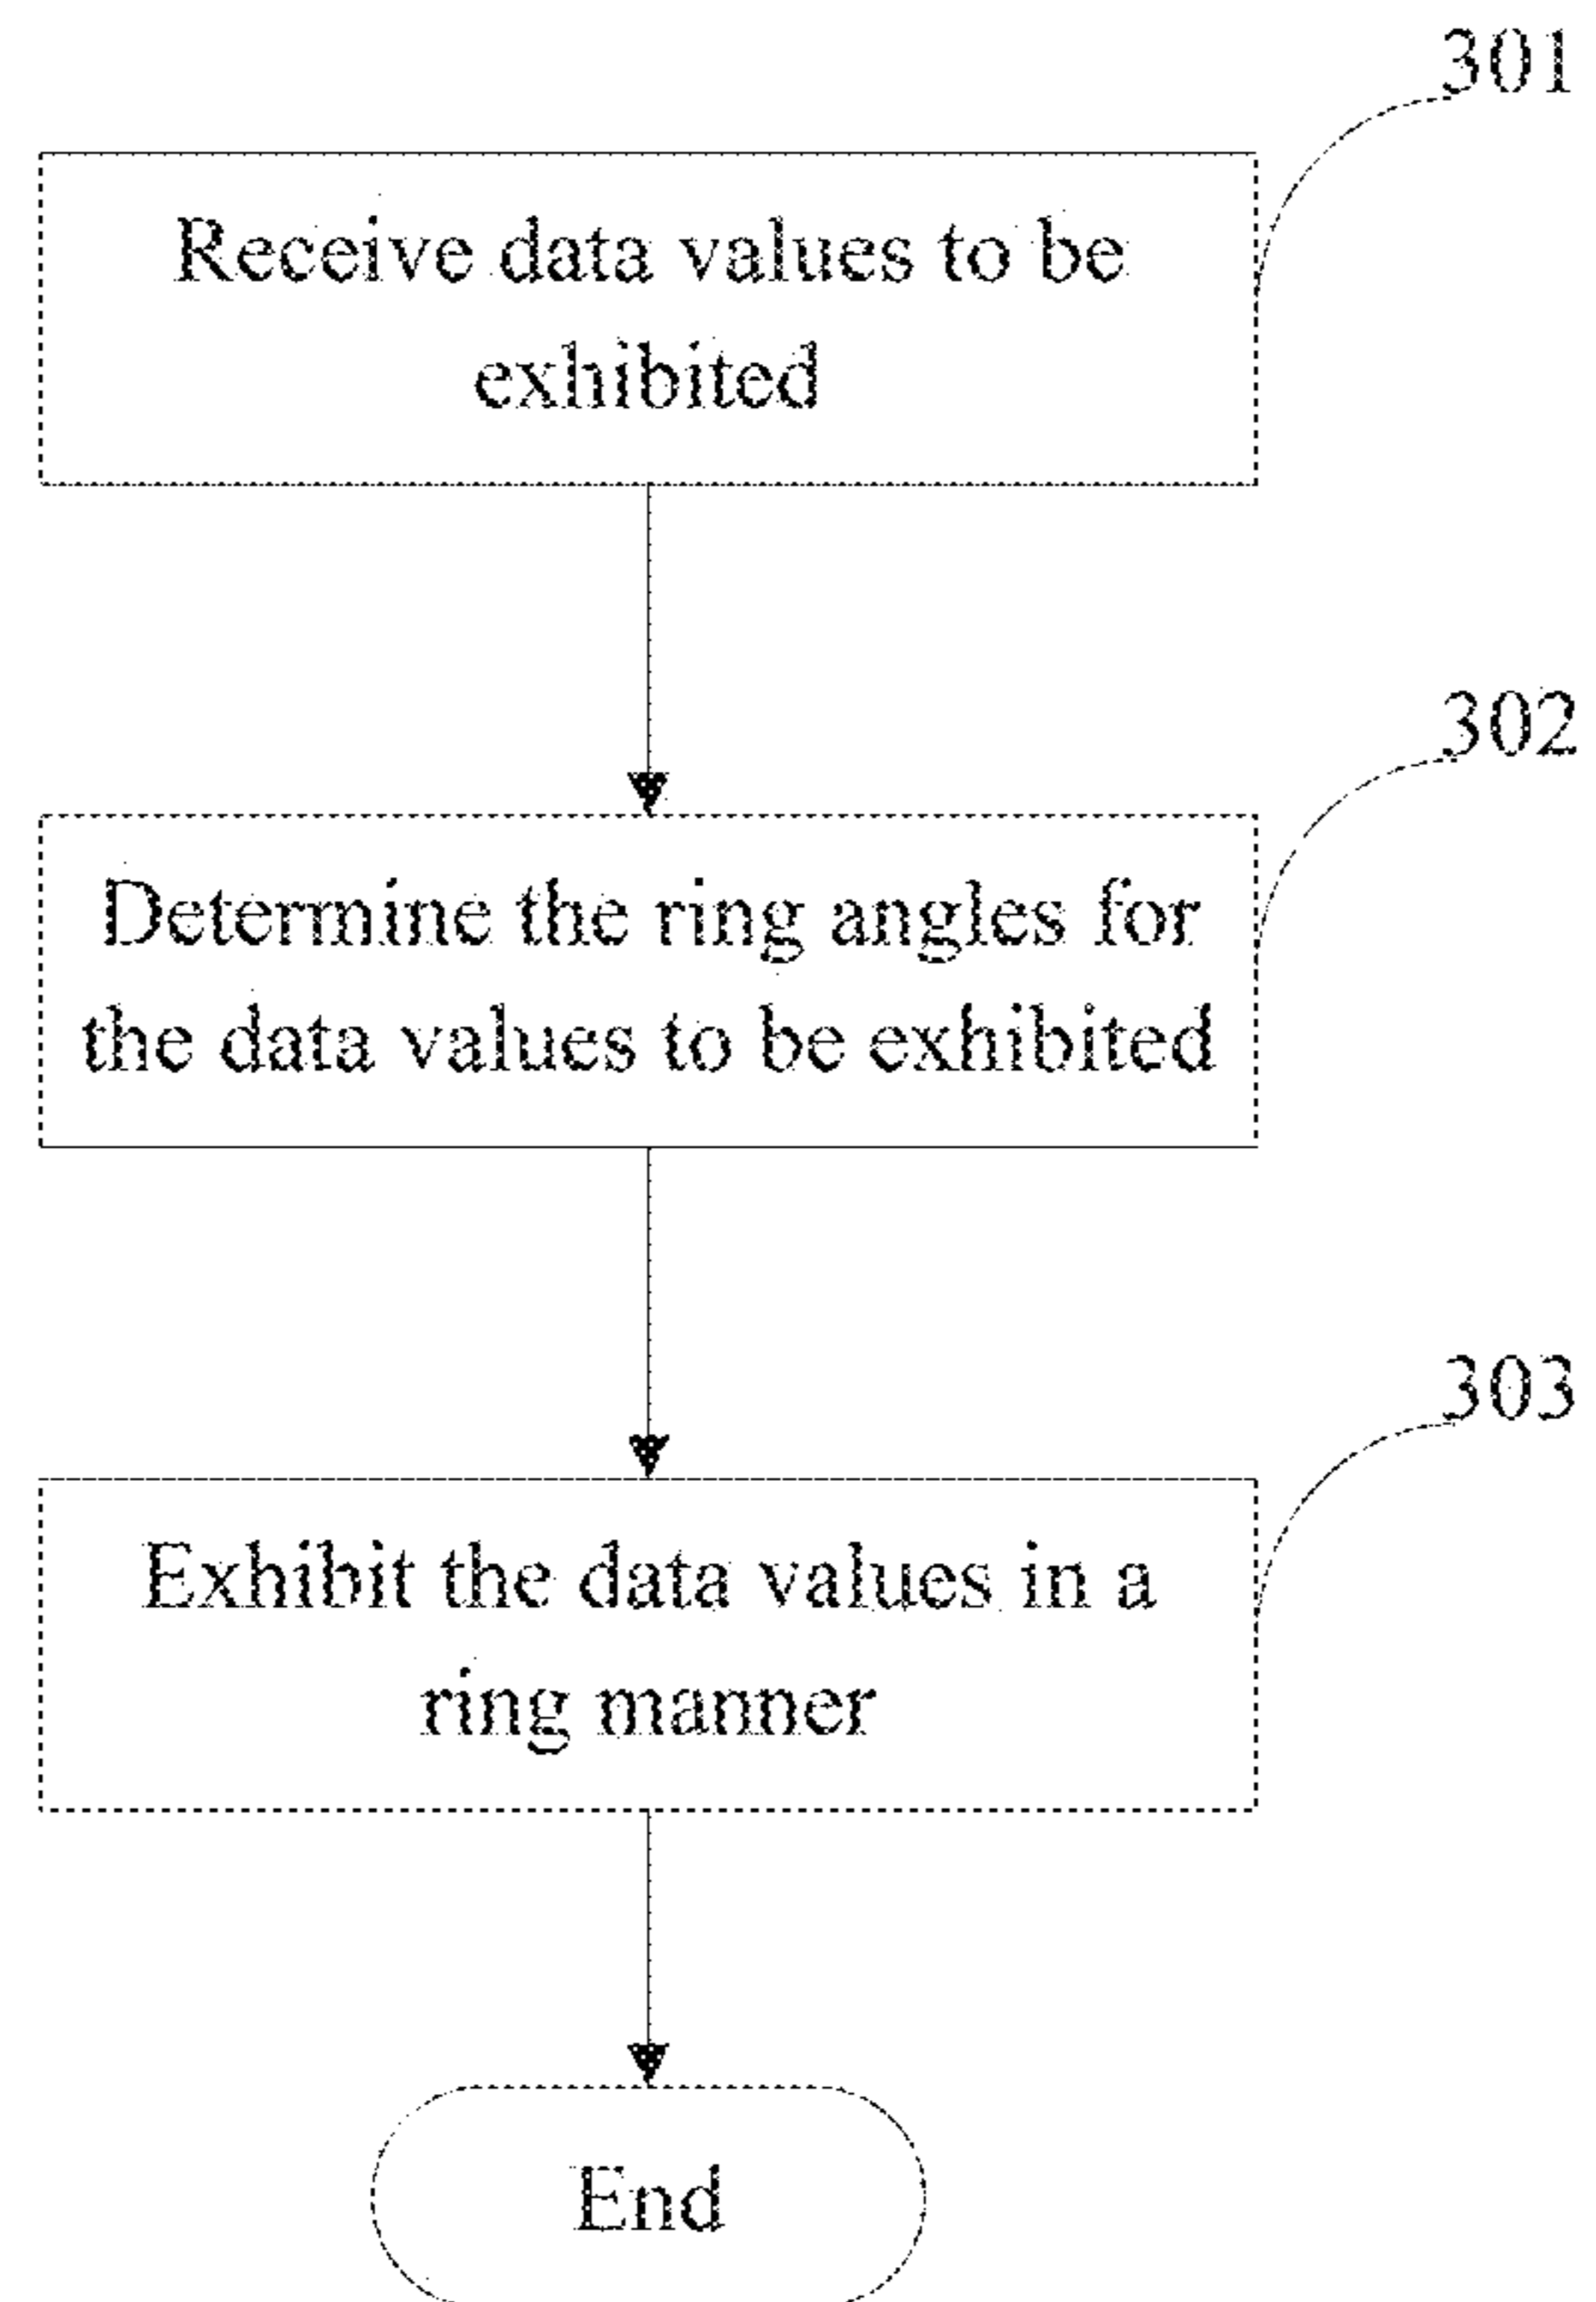 301
Receive data values to be
exhibited
302
Determine the ring angles for
the data values to be exhibited
303
Exhibit the data values in a
ring manner
End